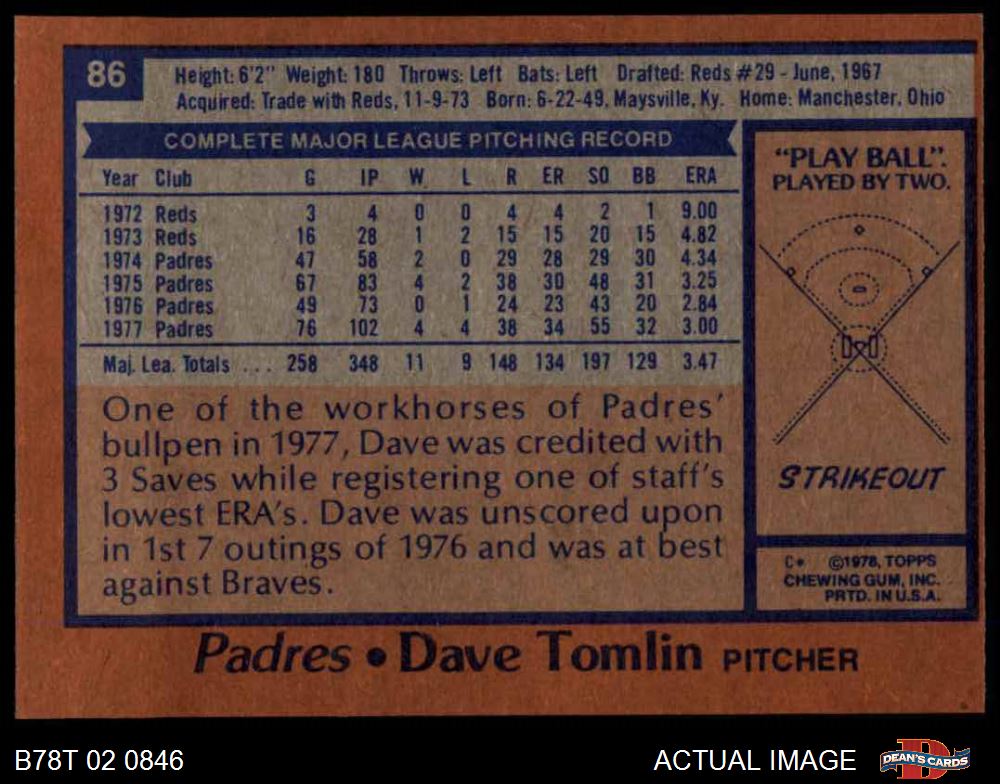 86
Height: 6'2" Weight: 180 Throws: Left Bats: Left Drafted: Reds #29 - June, 1967
Acquired: Trade with Reds, 11-9-73 Born: 6-22-49, Maysville, Ky. Home: Manchester, Ohio
COMPLETE MAJOR LEAGUE PITCHING RECORD
Year Club G IP W L R ER SO BB ERA
1972 Reds 3 4 0 0 4 4 2 1 9.00
1973 Reds 16 28 1 2 15 15 20 15 4.82
1974 Padres 47 58 2 0 29 28 29 30 4.34
1975 Padres 67 83 4 2 38 30 48 31 3.25
1976 Padres 49 73 0 1 24 23 43 20 2.84
1977 Padres 76 102 4 4 38 34 55 32 3.00
Maj. Lea. Totals ... 258 348 11 9 148 134 197 129 3.47
One of the workhorses of Padres'
bullpen in 1977, Dave was credited with
3 Saves while registering one of staff's
lowest ERA's. Dave was unscored upon
in 1st 7 outings of 1976 and was at best
against Braves.
"PLAY BALL".
PLAYED BY TWO.
STRIKEOUT
C* ©1978, TOPPS
CHEWING GUM, INC.
PRTD. IN U.S.A.
Padres • Dave Tomlin PITCHER
B78T 02 0846
ACTUAL IMAGE
D
DEAN'S CARDS